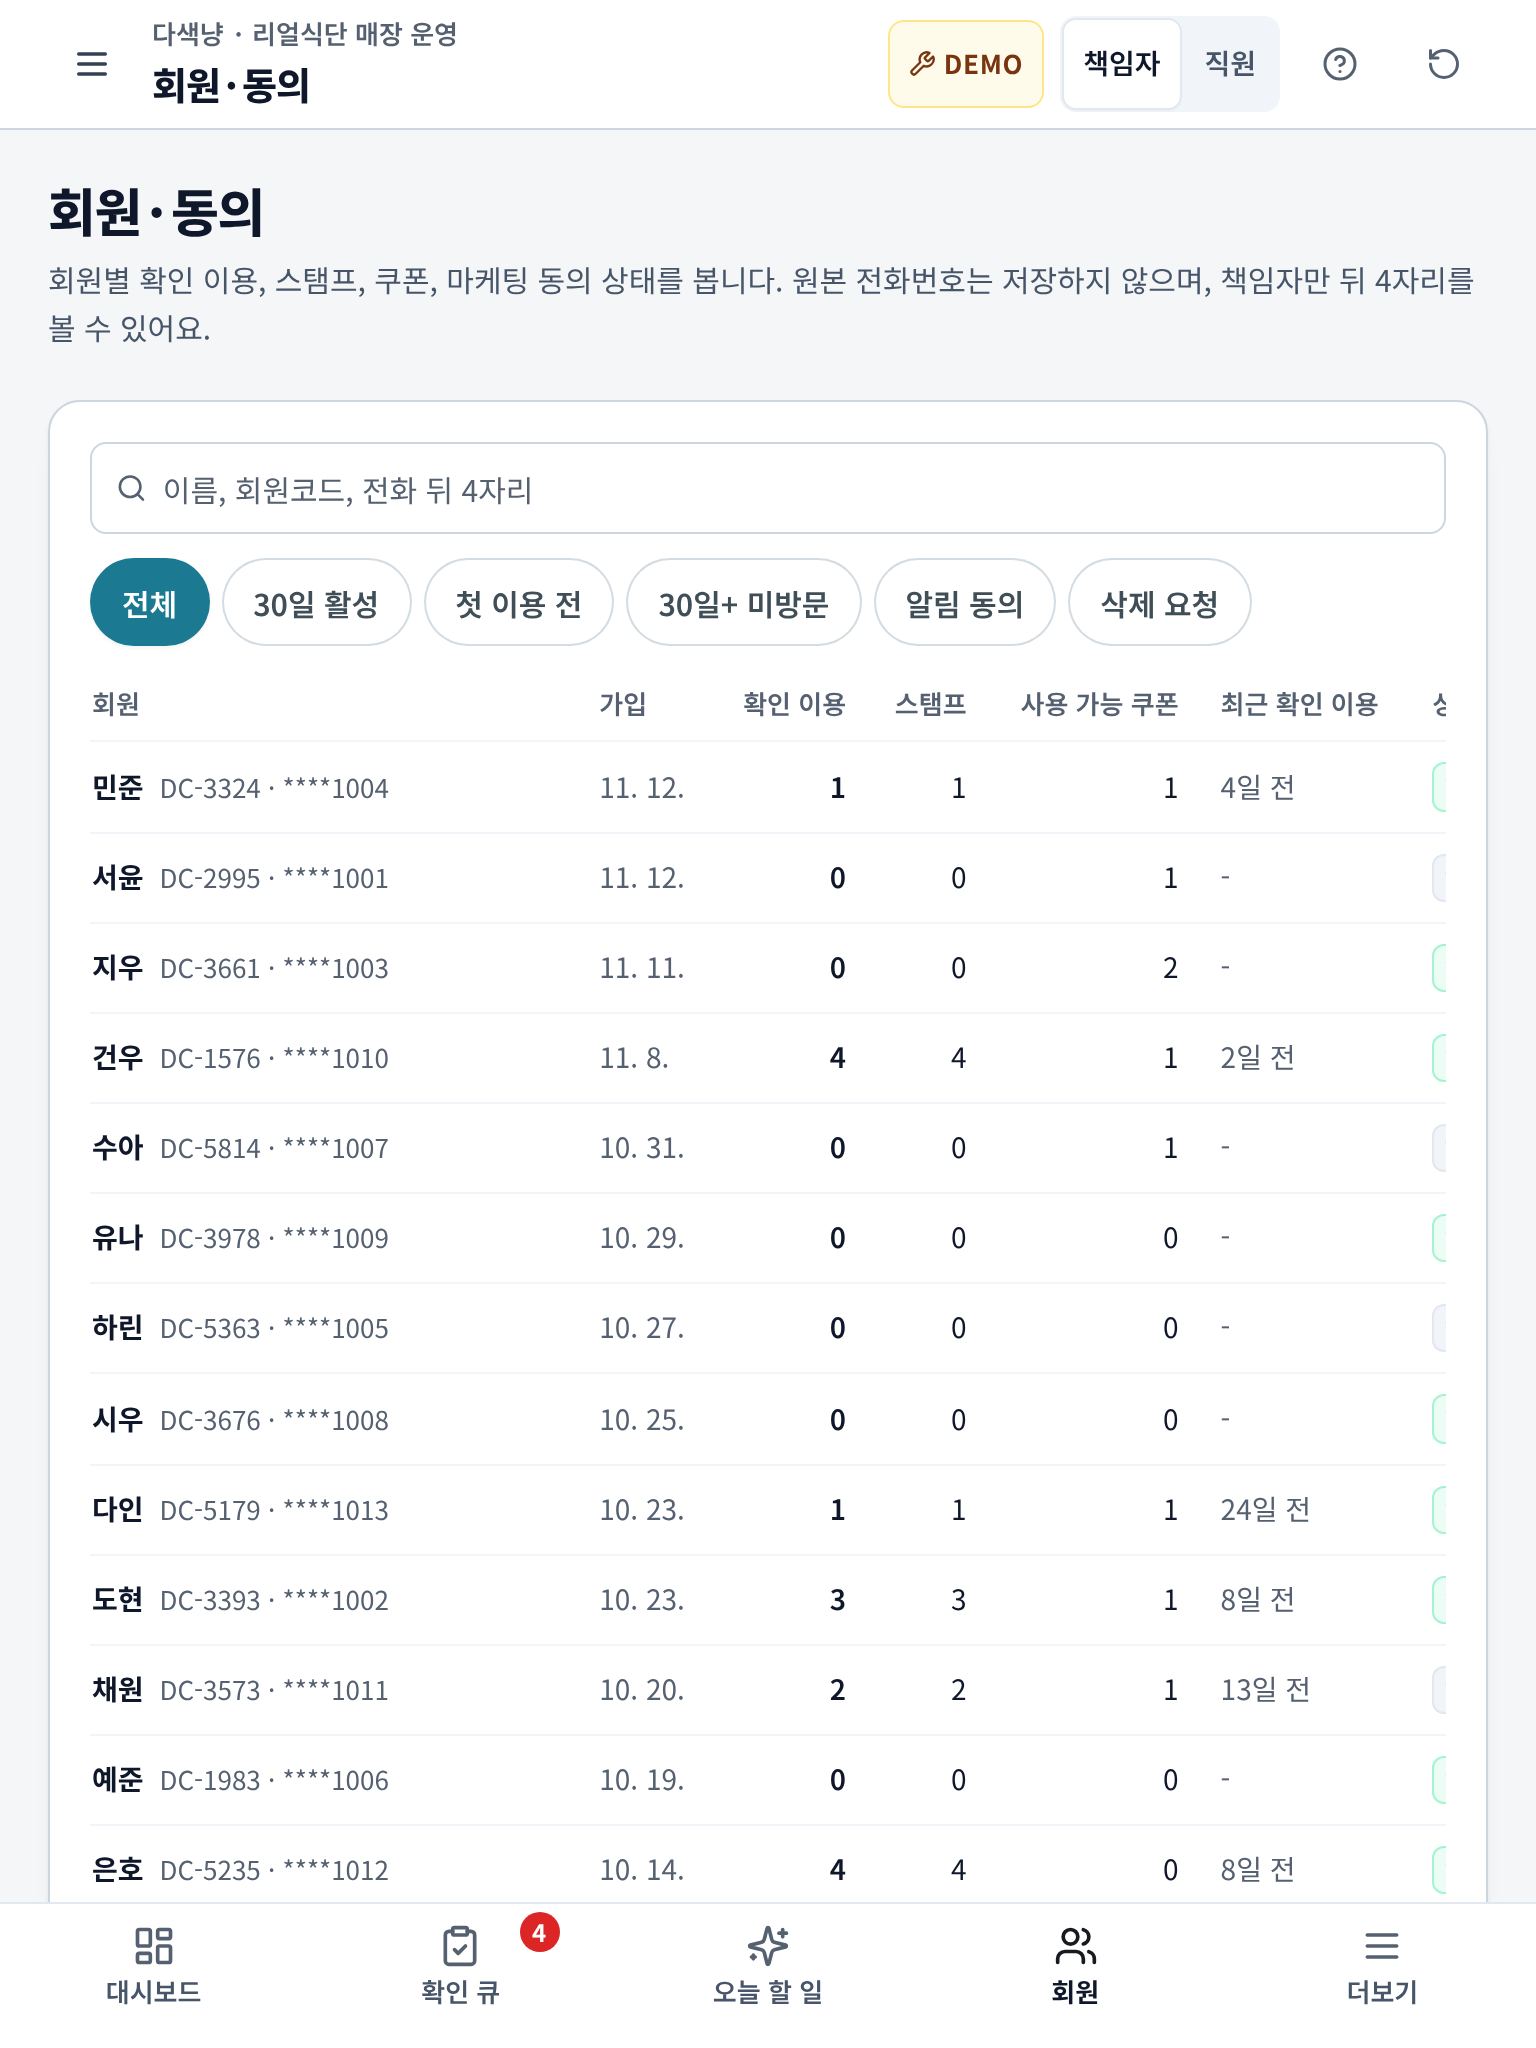 다색냥 · 리얼식단 매장 운영
회원·동의
DEMO
책임자
직원
회원·동의
회원별 확인 이용, 스탬프, 쿠폰, 마케팅 동의 상태를 봅니다. 원본 전화번호는 저장하지 않으며, 책임자만 뒤 4자리를
볼 수 있어요.
이름, 회원코드, 전화 뒤 4자리
전체 30일 활성 첫 이용 전 30일+ 미방문 알림 동의 삭제 요청
회원 가입 확인 이용 스탬프 사용 가능 쿠폰 최근 확인 이용
민준 DC-3324 · ****1004 11. 12. 1 1 1 4일 전
서윤 DC-2995 · ****1001 11. 12. 0 0 1 -
지우 DC-3661 · ****1003 11. 11. 0 0 2 -
건우 DC-1576 · ****1010 11. 8. 4 4 1 2일 전
수아 DC-5814 · ****1007 10. 31. 0 0 1 -
유나 DC-3978 · ****1009 10. 29. 0 0 0 -
하린 DC-5363 · ****1005 10. 27. 0 0 0 -
시우 DC-3676 · ****1008 10. 25. 0 0 0 -
다인 DC-5179 · ****1013 10. 23. 1 1 1 24일 전
도현 DC-3393 · ****1002 10. 23. 3 3 1 8일 전
채원 DC-3573 · ****1011 10. 20. 2 2 1 13일 전
예준 DC-1983 · ****1006 10. 19. 0 0 0 -
은호 DC-5235 · ****1012 10. 14. 4 4 0 8일 전
4
대시보드 확인 큐 오늘 할 일 회원 더보기